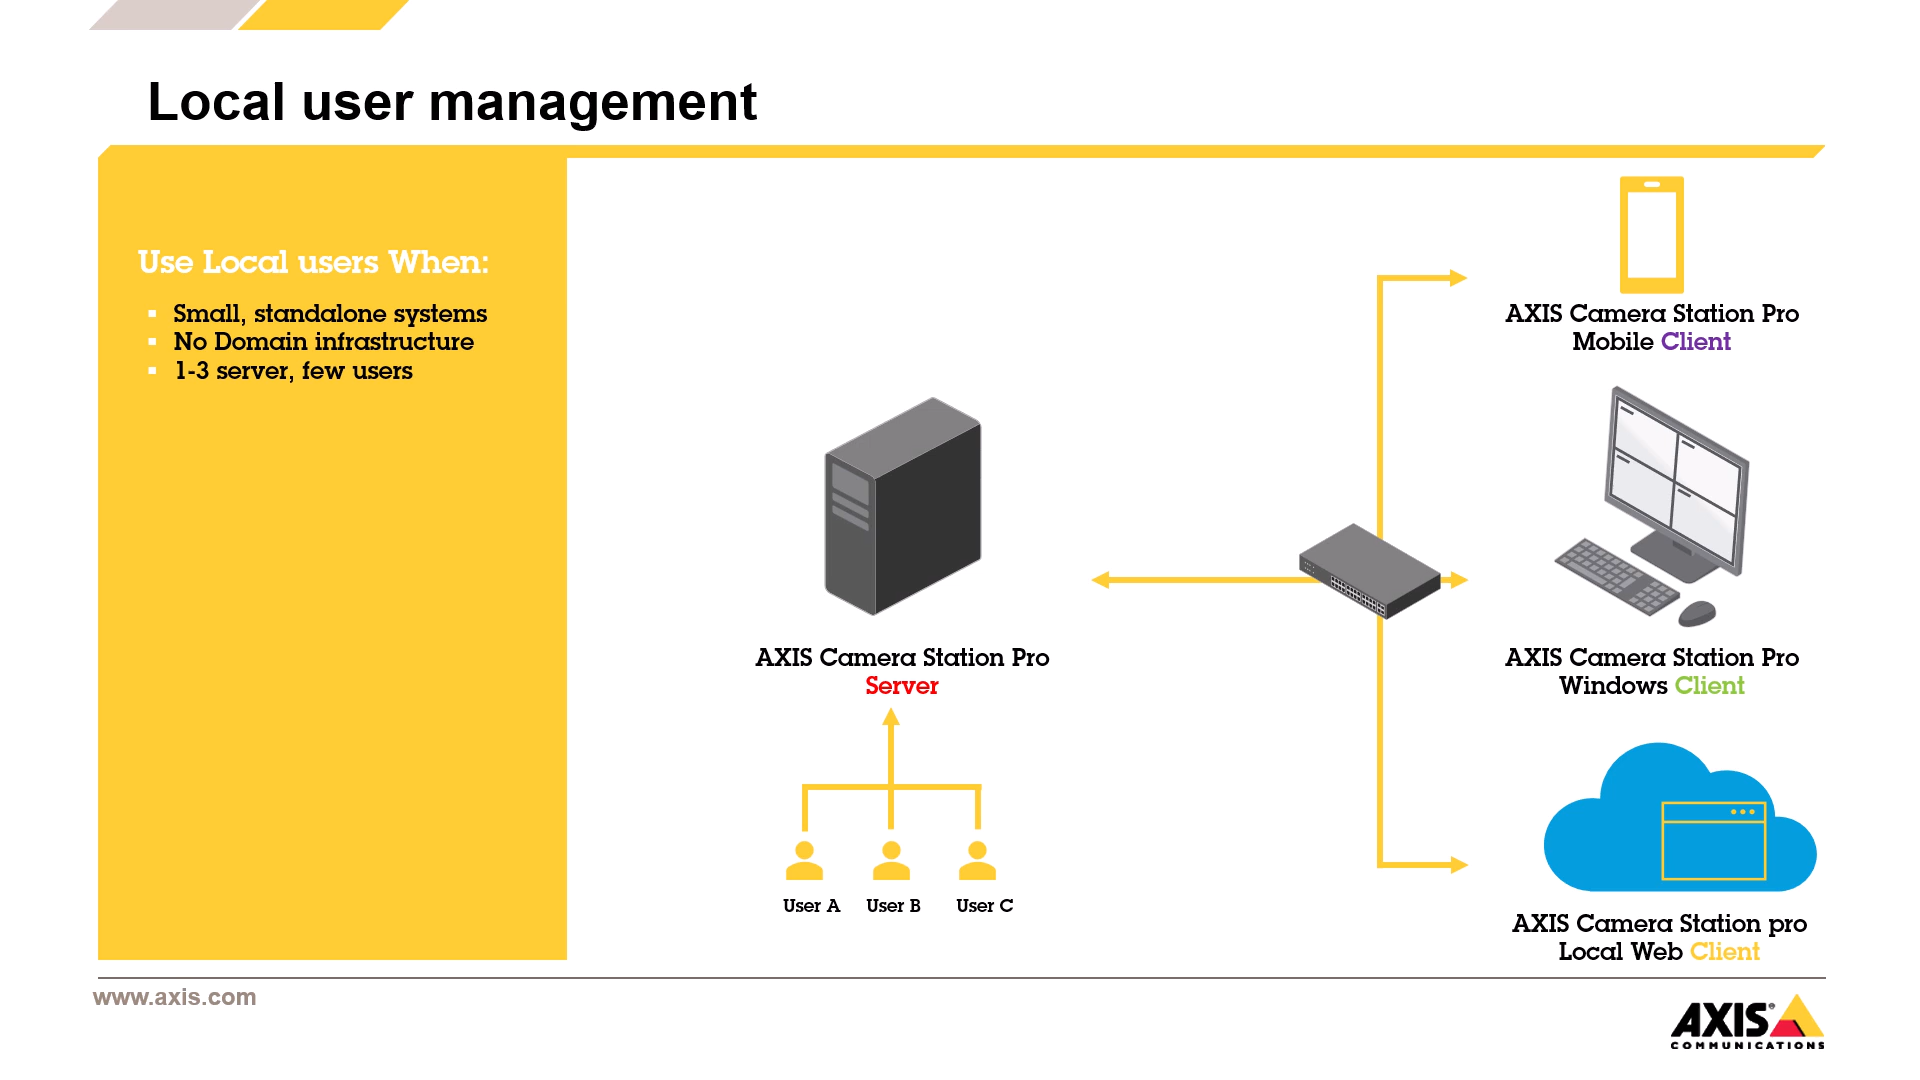 Local user management
Use Local users When:
▪ Small, standalone systems
▪ No Domain infrastructure
▪ 1-3 server, few users
AXIS Camera Station Pro
Mobile Client
AXIS Camera Station Pro
Server
AXIS Camera Station Pro
Windows Client
User A
User B
User C
AXIS Camera Station pro
Local Web Client
www.axis.com
AXIS®
COMMUNICATIONS